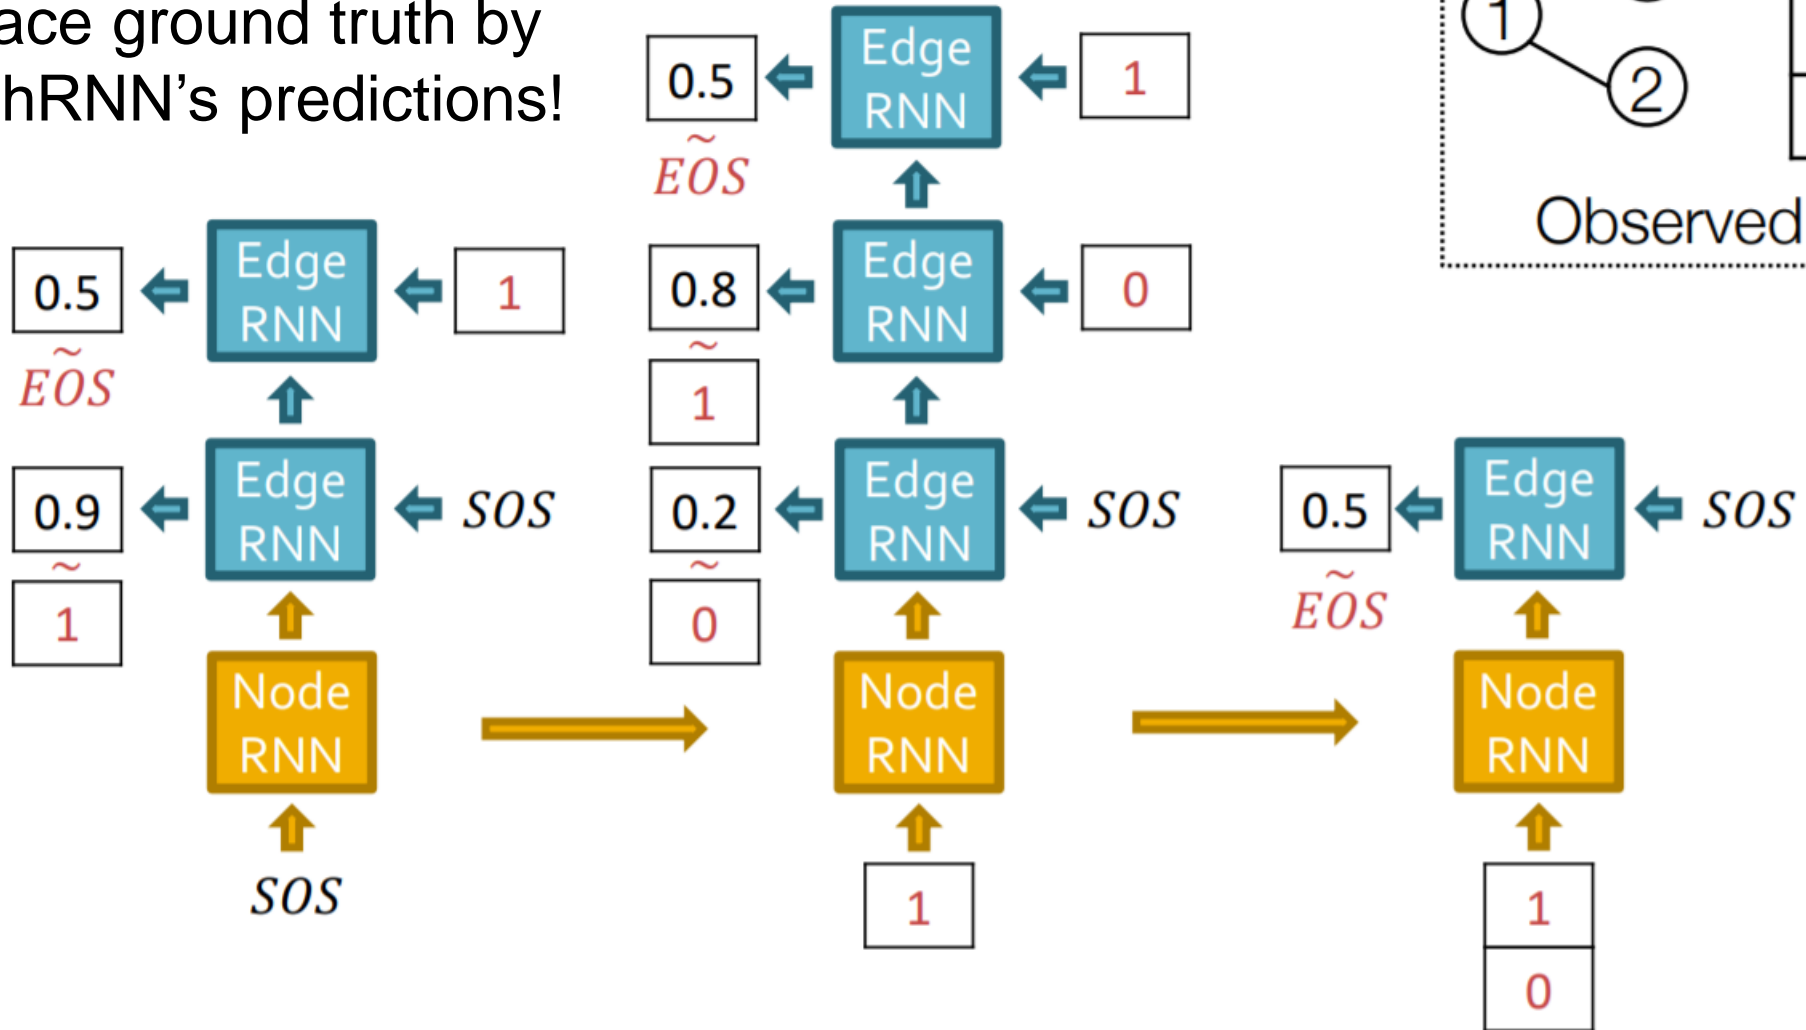 ace ground truth by
hRNN's predictions!
0.5
Edge
RNN
1
EOS
~
1
2
Observed
0.5
Edge
RNN
1
EOS
~
0.8
Edge
RNN
0
~
1
0.9
Edge
RNN
SOS
~
1
0.2
Edge
RNN
SOS
~
0
0.5
Edge
RNN
SOS
EOS
~
Node
RNN
Node
RNN
Node
RNN
SOS
1
1
0